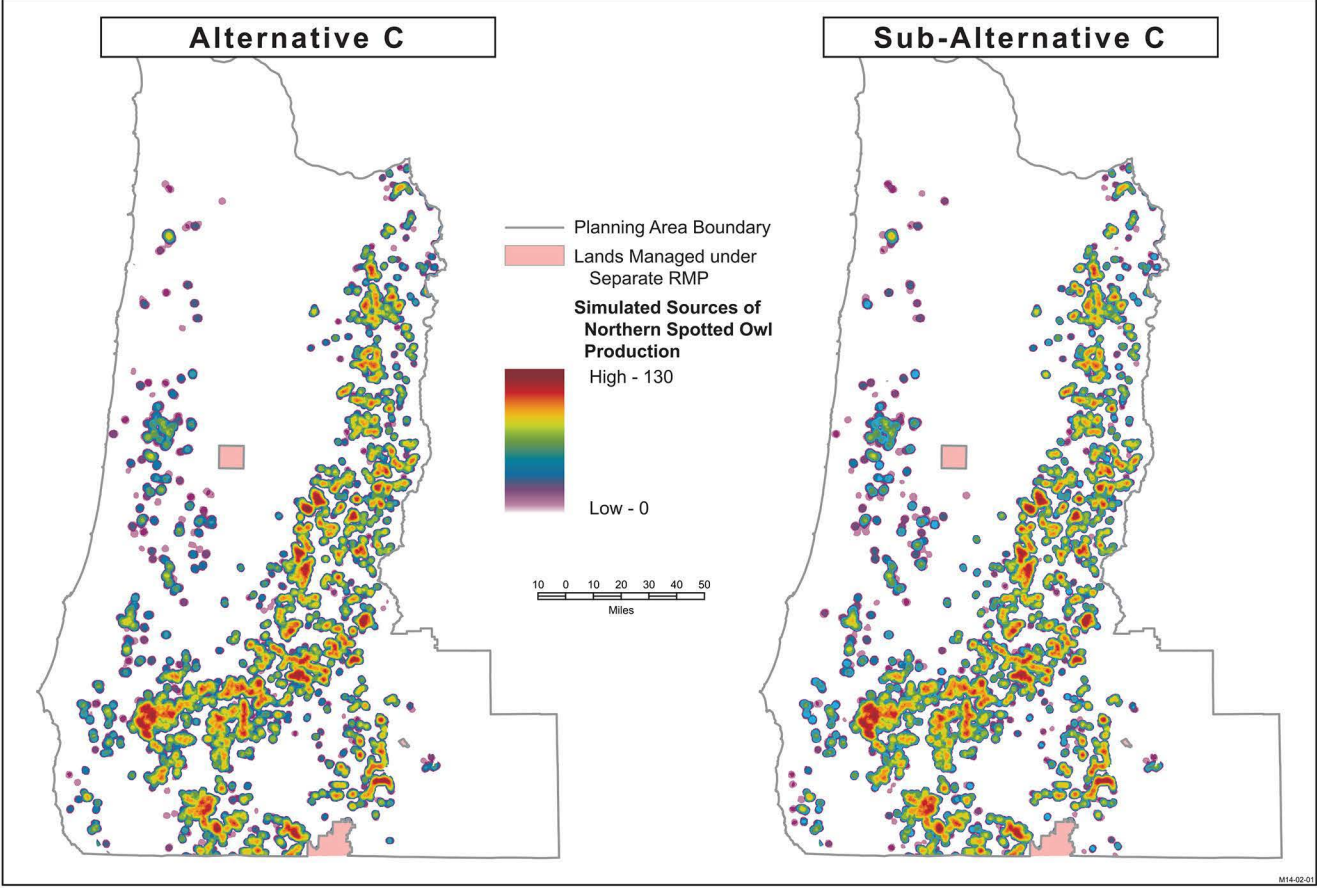 Alternative C
Sub-Alternative C
Planning Area Boundary
Lands Managed under
Separate RMP
Simulated Sources of
Northern Spotted Owl
Production
High - 130
Low - 0
10 0 10 20 30 40 50
Miles
M14-02-01